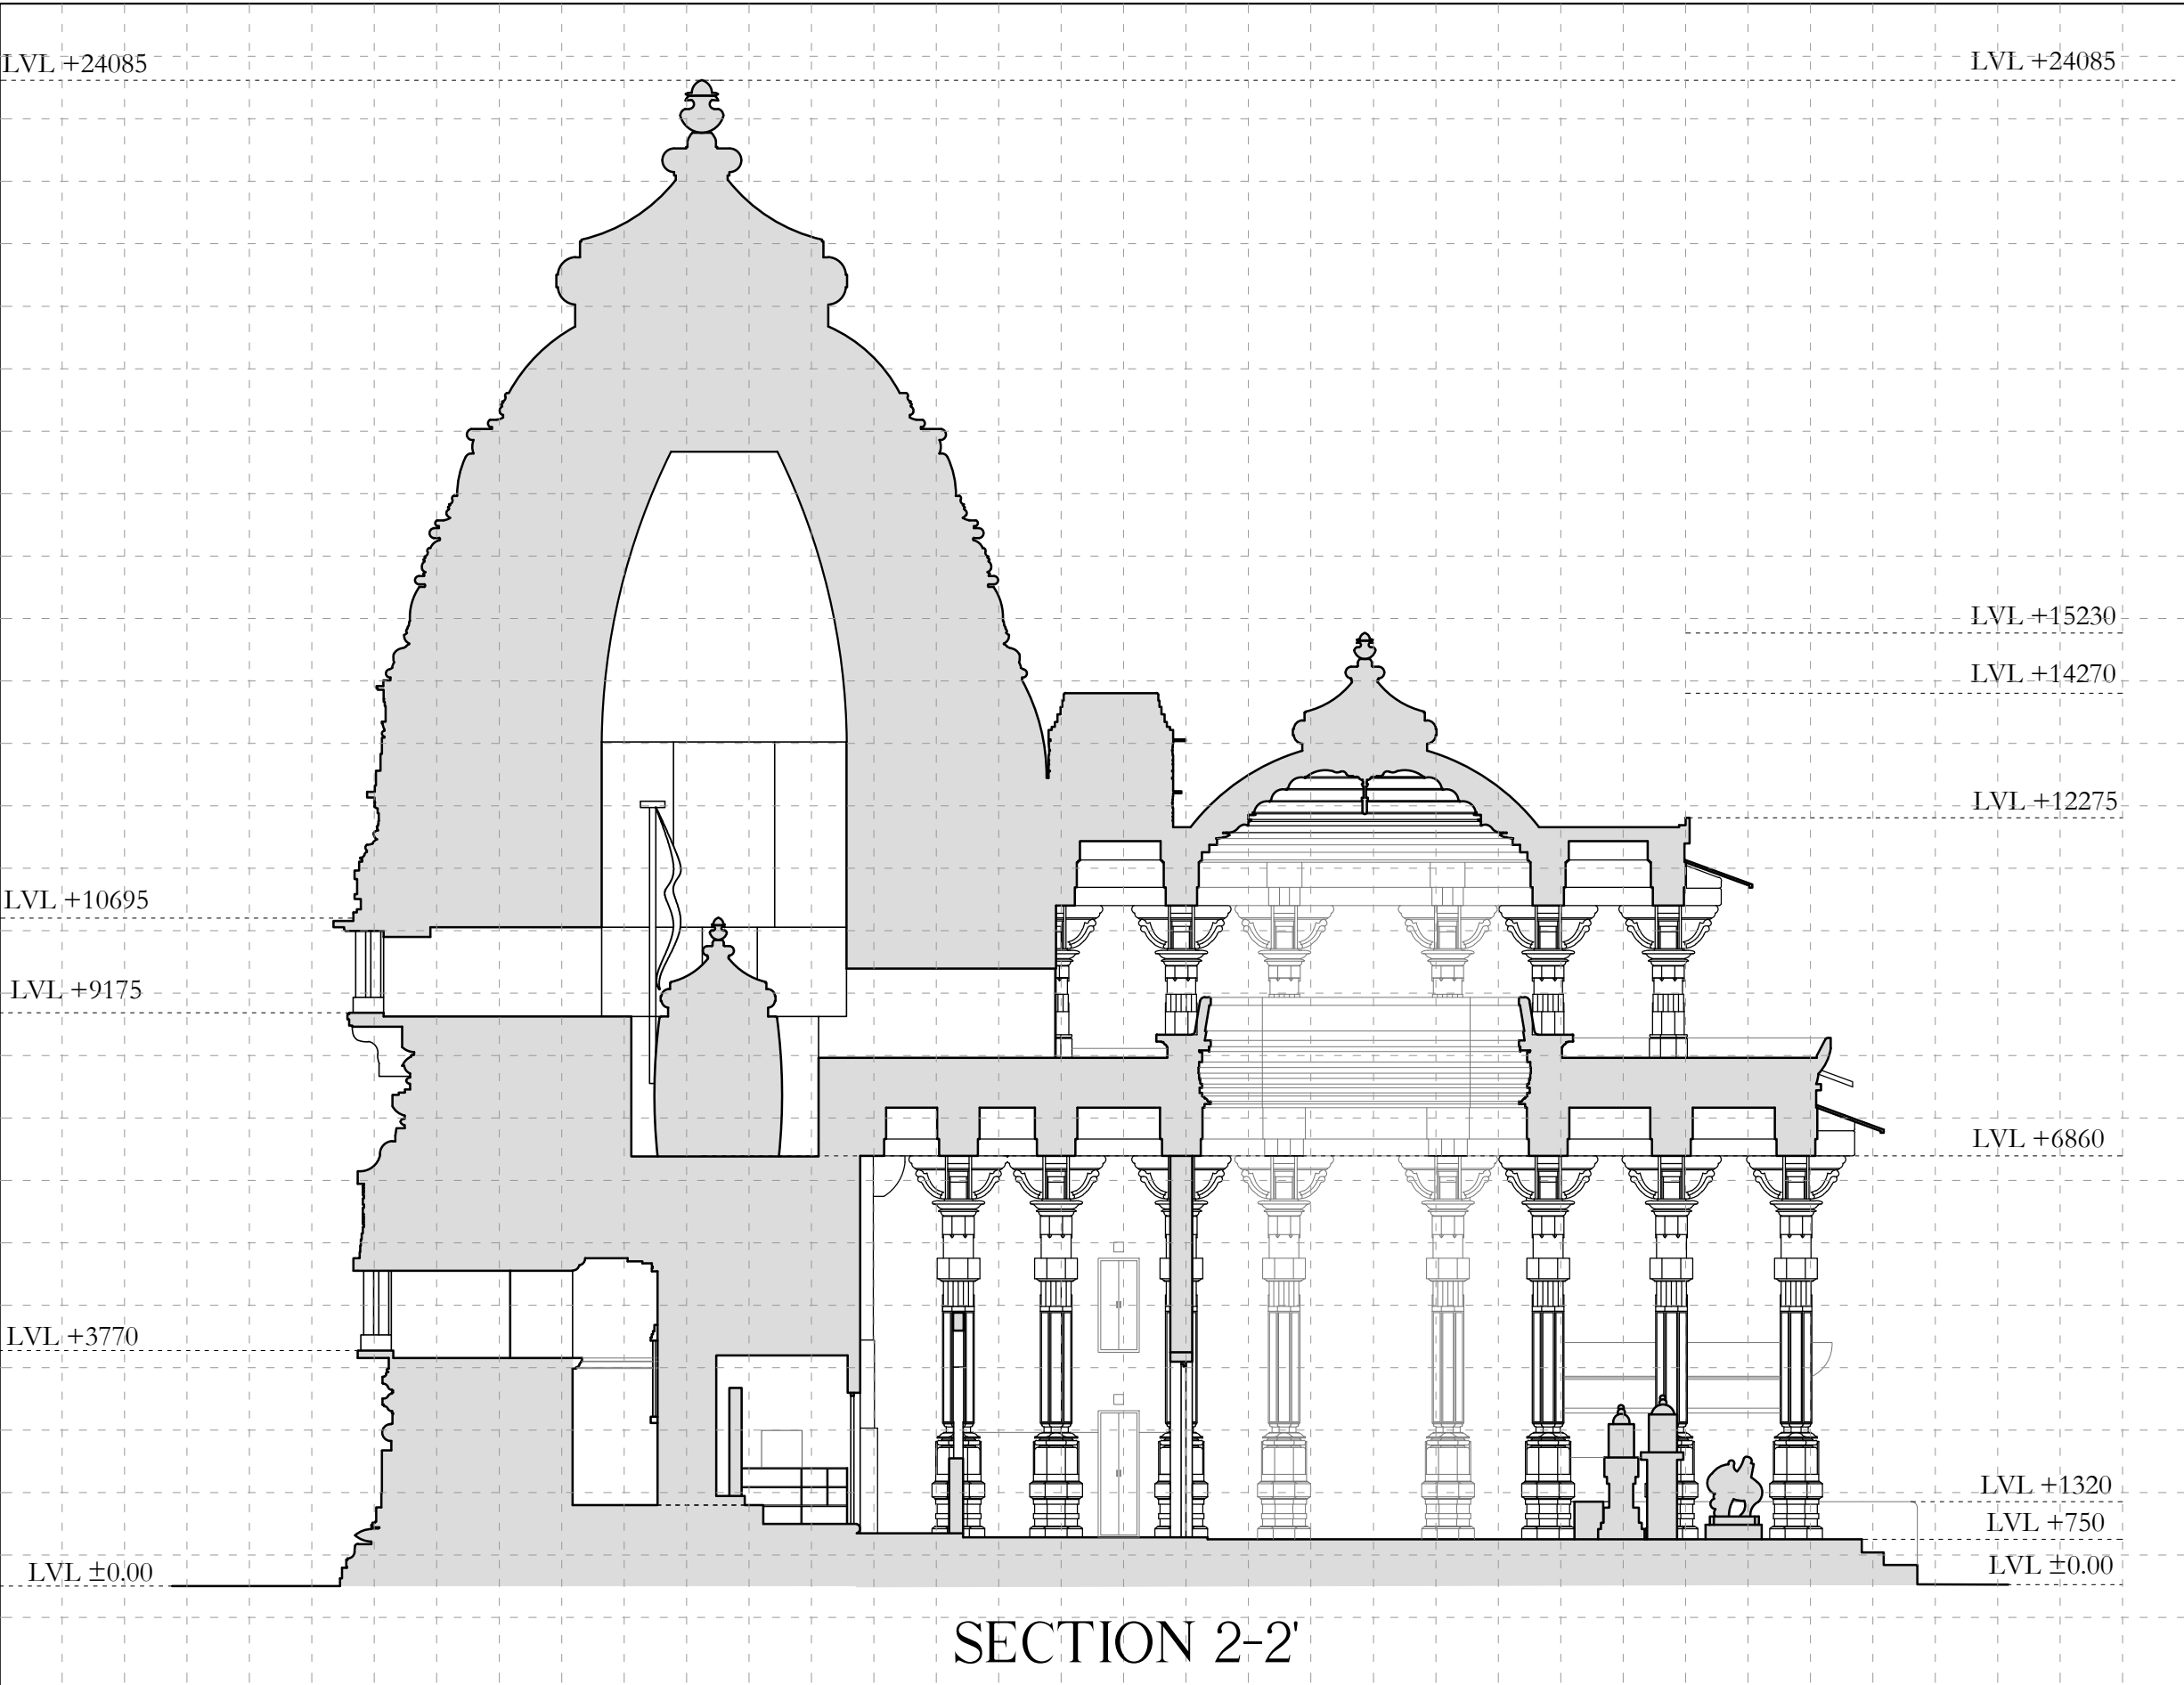 LVL +24085
LVL +24085
LVL +15230
LVL +14270
LVL +12275
LVL +10695
LVL +9175
LVL +6860
LVL +3770
LVL +1320
LVL +750
LVL ±0.00
LVL ±0.00
SECTION 2-2'